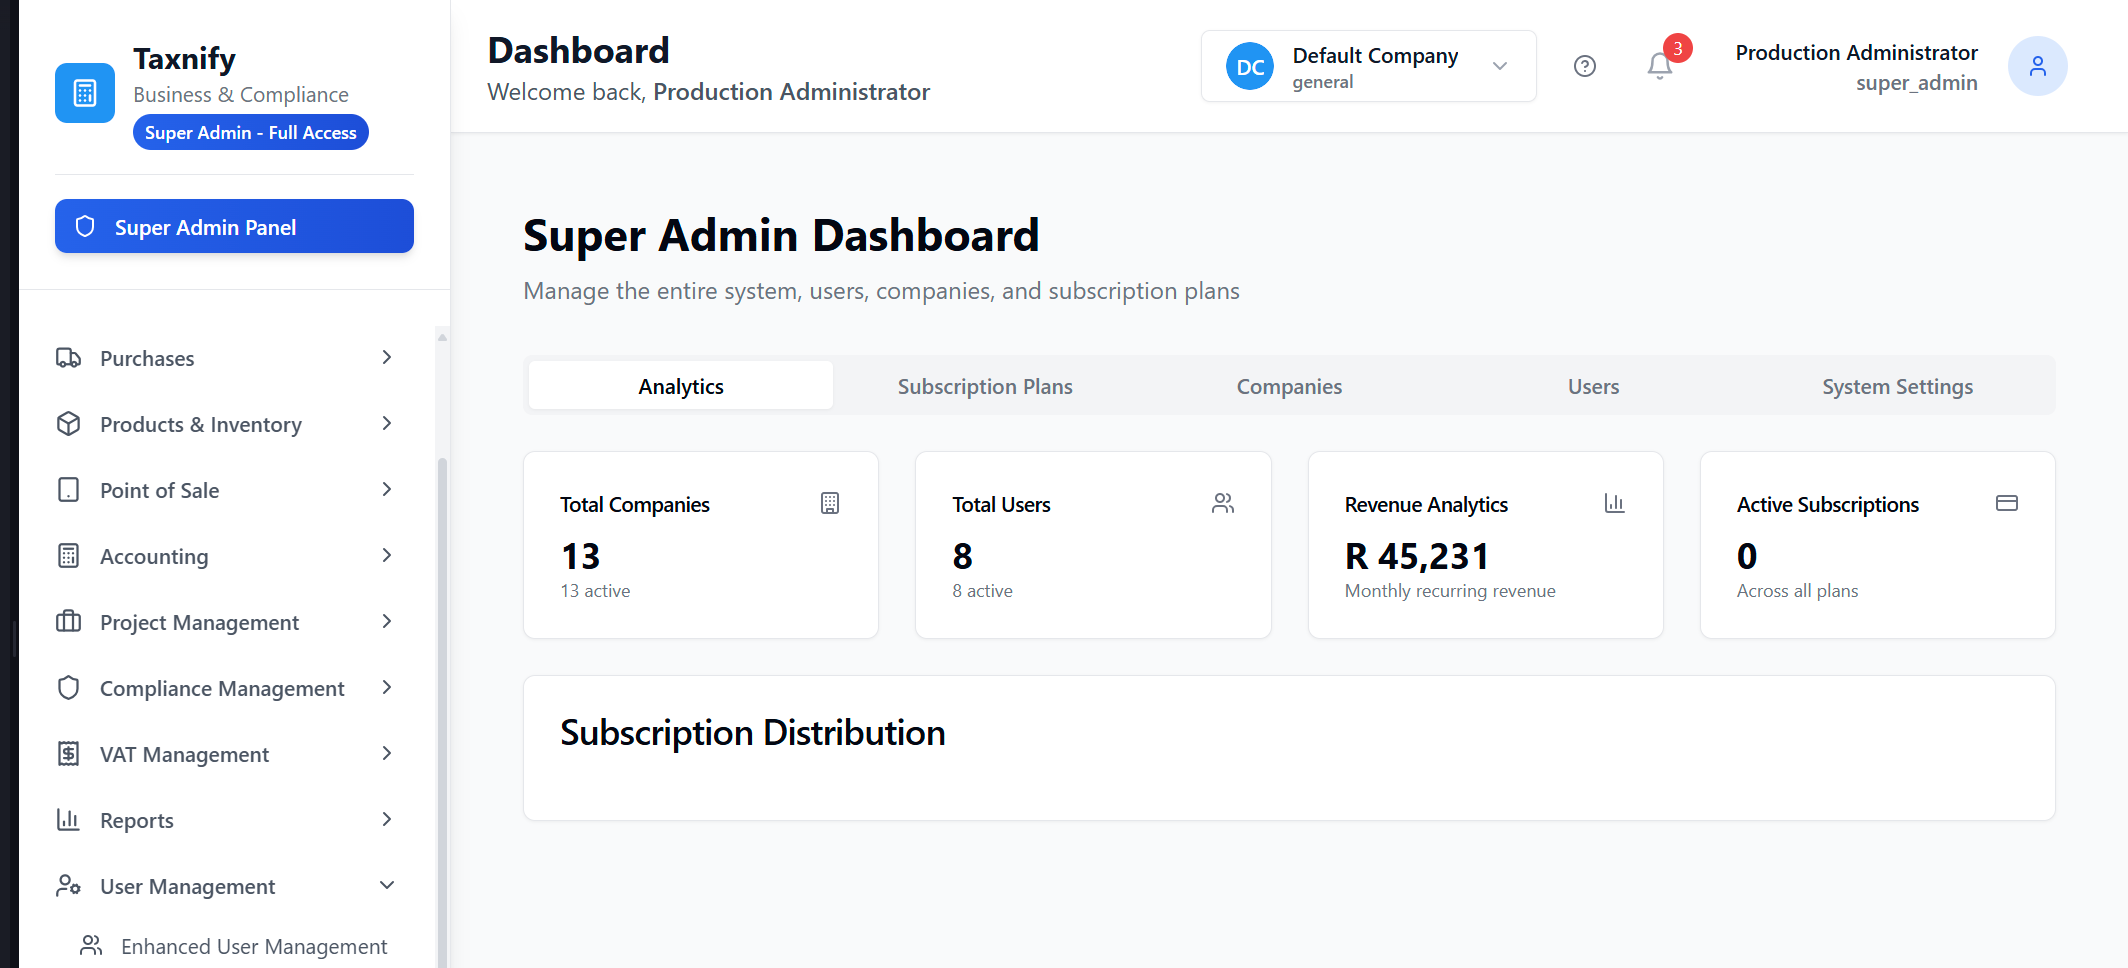 Taxnify
Business & Compliance
Super Admin - Full Access
Super Admin Panel
Purchases
Products & Inventory
Point of Sale
Accounting
Project Management
Compliance Management
VAT Management
Reports
User Management
Enhanced User Management
Dashboard
Welcome back, Production Administrator
DC
Default Company
general
3
Production Administrator
super_admin
Super Admin Dashboard
Manage the entire system, users, companies, and subscription plans
Analytics
Subscription Plans
Companies
Users
System Settings
Total Companies
13
13 active
Total Users
8
8 active
Revenue Analytics
R 45,231
Monthly recurring revenue
Active Subscriptions
0
Across all plans
Subscription Distribution